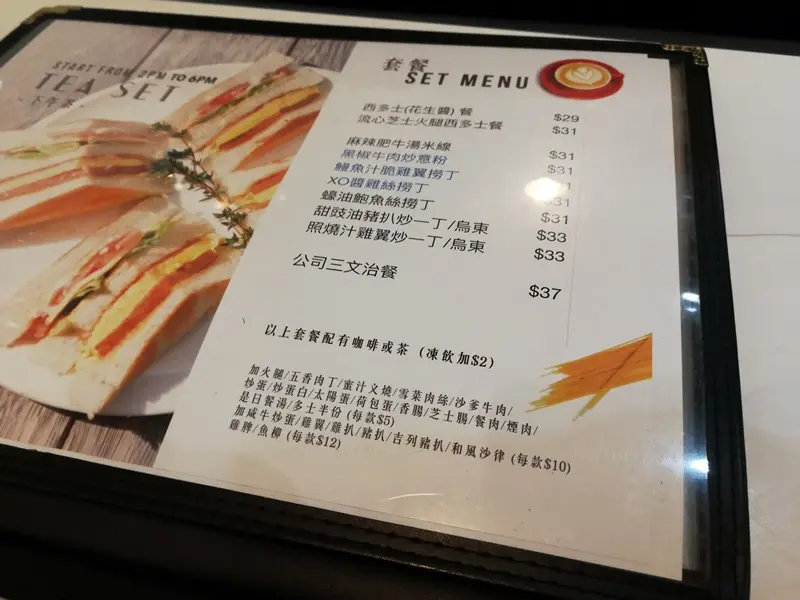 START FROM 2PM TO 6PM
TEA SET
下午茶
套餐
SET MENU
西多士(花生醬) 餐 $29
流心芝士火腿西多士餐 $31
麻辣肥牛湯米線 $31
黑椒牛肉炒意粉 $31
鰻魚汁脆雞翼撈丁
XO醬雞絲撈丁 $31
蠔油鮑魚絲撈丁 $31
甜豉油豬扒炒一丁/烏東 $33
照燒汁雞翼炒一丁/烏東 $33
公司三文治餐 $37
以上套餐配有咖啡或茶 (凍飲加$2)
加火腿/五香肉丁/蜜汁叉燒/雪菜肉絲/沙爹牛肉/
炒蛋/炒蛋白/太陽蛋/荷包蛋/香腸/芝士腸/餐肉/煙肉/
是日餐湯/多士半份 (每款$5)
加咸牛炒蛋/雞翼/雞扒/豬扒/吉列豬扒/和風沙律 (每款$10)
雞髀/魚柳 (每款$12)